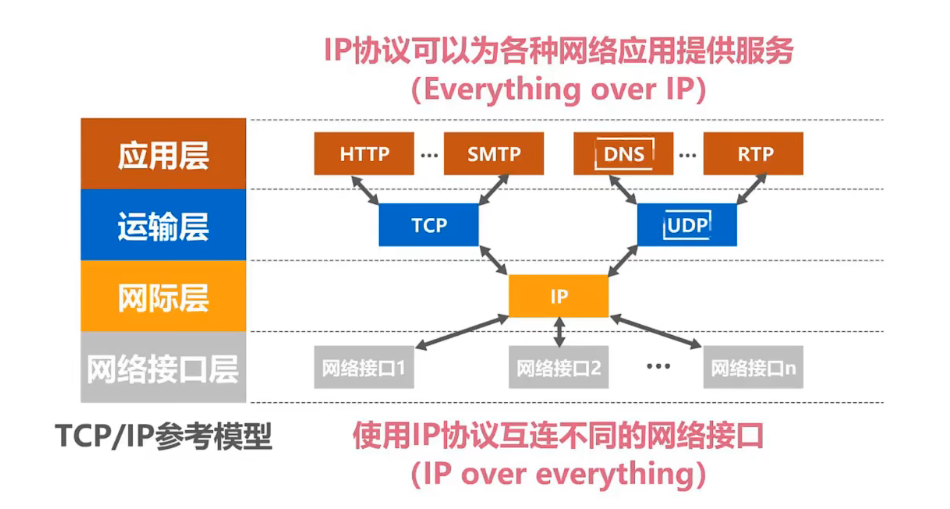 IP协议可以为各种网络应用提供服务
（Everything over IP）
应用层
HTTP ··· SMTP DNS ··· RTP
运输层
TCP UDP
网际层
IP
网络接口层
网络接口1 网络接口2 ··· 网络接口n
TCP/IP参考模型
使用IP协议互连不同的网络接口
（IP over everything）